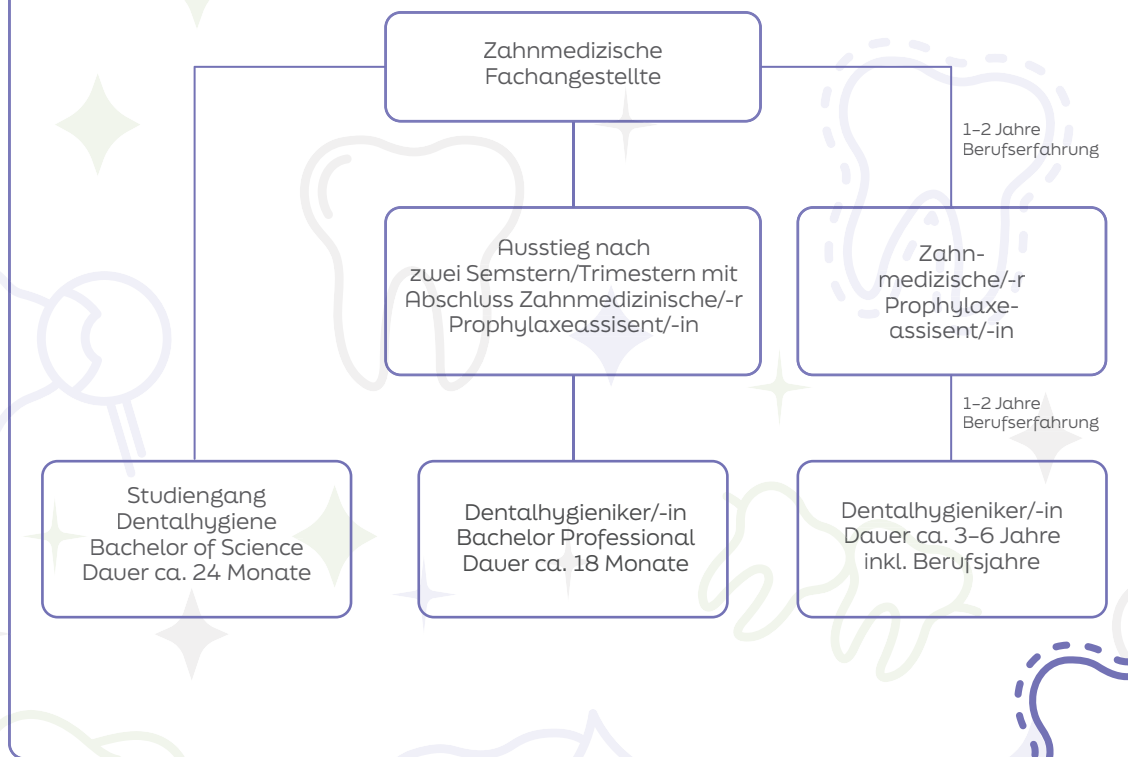 Zahnmedizische
Fachangestellte
1–2 Jahre
Berufserfahrung
Ausstieg nach
zwei Semstern/Trimestern mit
Abschluss Zahnmedizinische/-r
Prophylaxeassisent/-in
Zahn-
medizische/-r
Prophylaxe-
assisent/-in
1–2 Jahre
Berufserfahrung
Studiengang
Dentalhygiene
Bachelor of Science
Dauer ca. 24 Monate
Dentalhygieniker/-in
Bachelor Professional
Dauer ca. 18 Monate
Dentalhygieniker/-in
Dauer ca. 3–6 Jahre
inkl. Berufsjahre